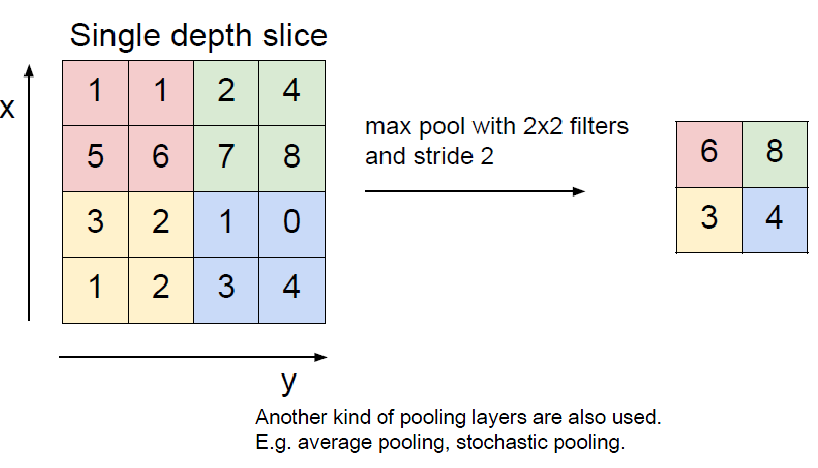 Single depth slice
x
1 1 2 4
5 6 7 8
3 2 1 0
1 2 3 4
y
max pool with 2x2 filters
and stride 2
6 8
3 4
Another kind of pooling layers are also used.
E.g. average pooling, stochastic pooling.